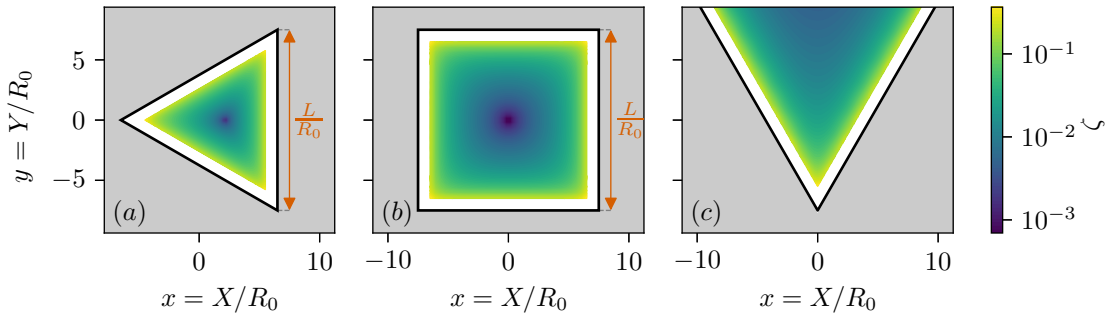 y = Y/R₀
5
0
−5
(a)
L/R₀
0
10
x = X/R₀
(b)
L/R₀
−10
0
10
x = X/R₀
(c)
−10
0
10
x = X/R₀
10⁻¹
10⁻²
10⁻³
ζ